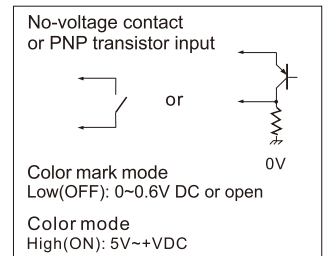 No-voltage contact
or PNP transistor input
or
0V
Color mark mode
Low(OFF): 0~0.6V DC or open
Color mode
High(ON): 5V~+VDC